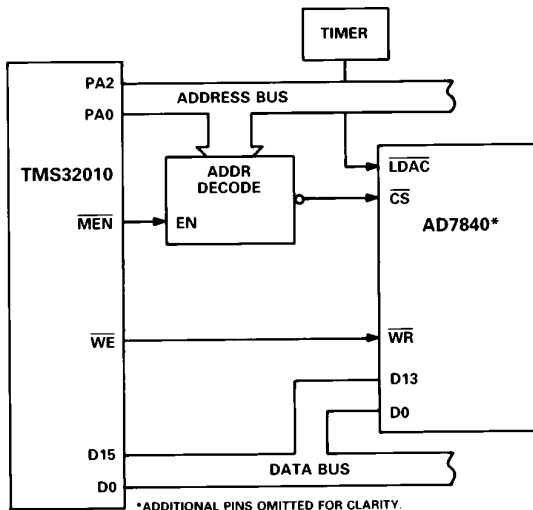 TIMER
PA2
ADDRESS BUS
PA0
TMS32010
ADDR
DECODE
LDAC
CS
AD7840*
MEN
EN
WE
WR
D13
D0
D15
DATA BUS
D0
*ADDITIONAL PINS OMITTED FOR CLARITY.